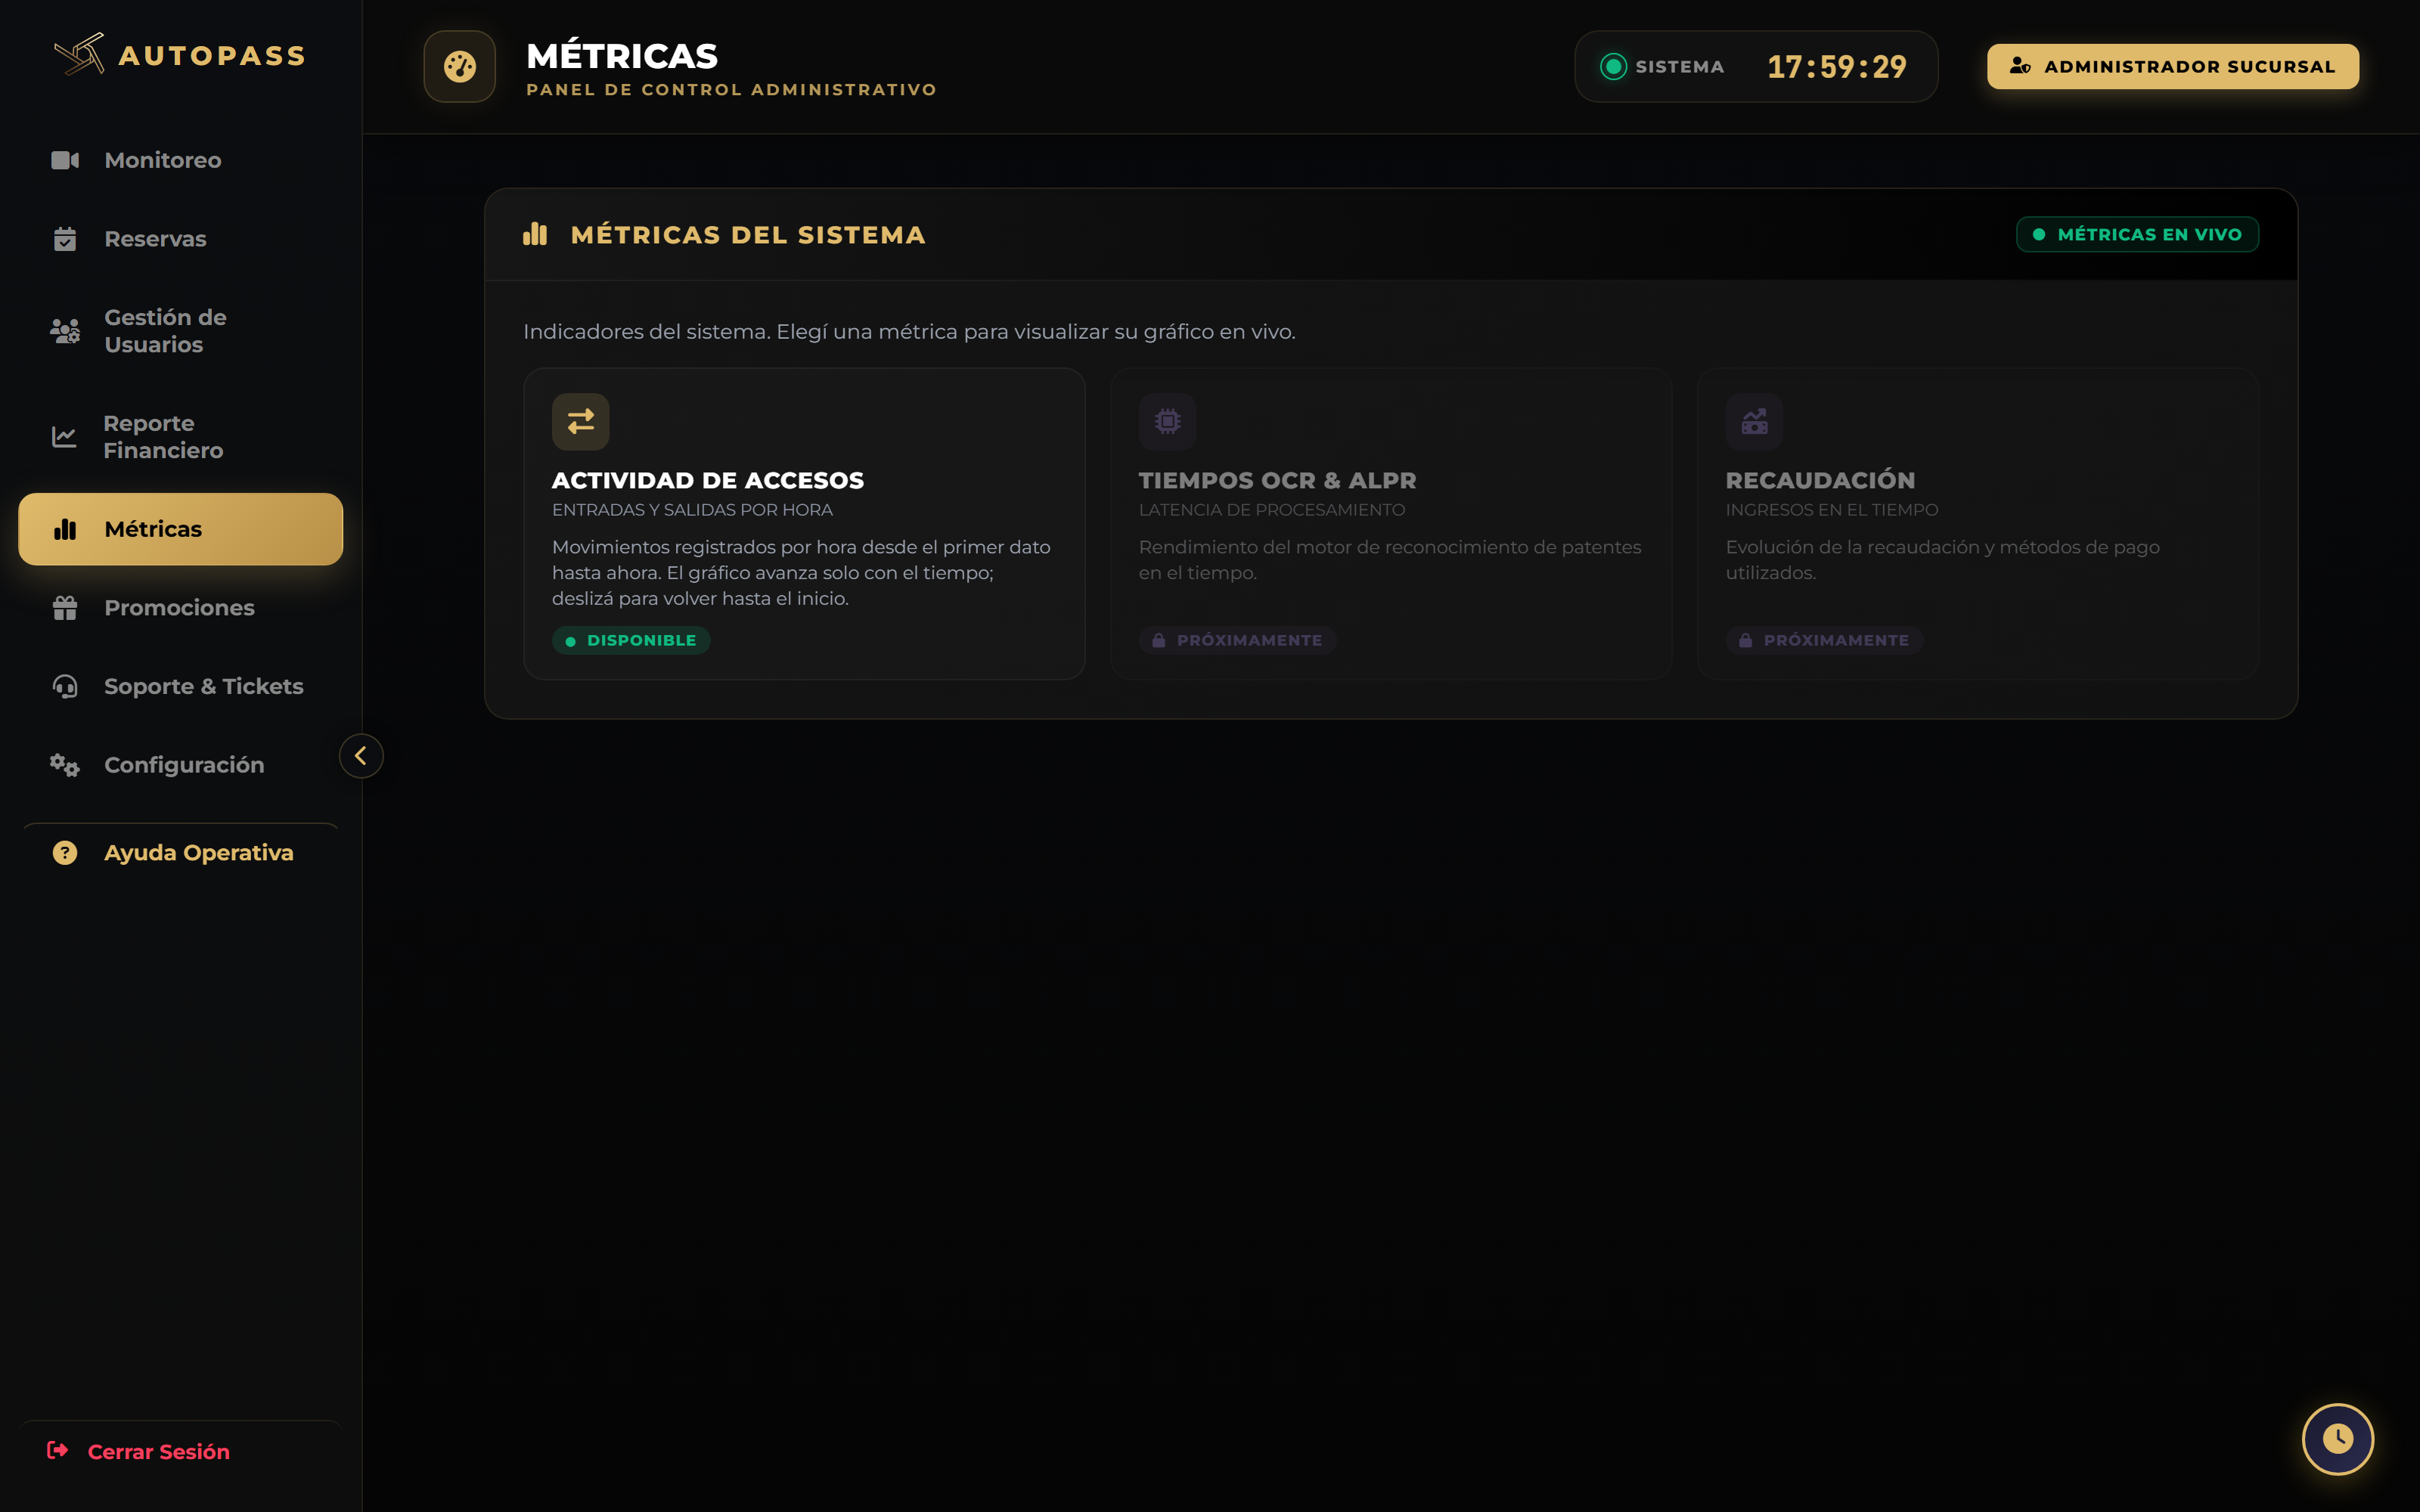 AUTOPASS
Monitoreo
Reservas
Gestión de
Usuarios
Reporte
Financiero
Métricas
Promociones
Soporte & Tickets
Configuración
Ayuda Operativa
Cerrar Sesión
MÉTRICAS
PANEL DE CONTROL ADMINISTRATIVO
SISTEMA 17:59:29
ADMINISTRADOR SUCURSAL
MÉTRICAS DEL SISTEMA
MÉTRICAS EN VIVO
Indicadores del sistema. Elegí una métrica para visualizar su gráfico en vivo.
ACTIVIDAD DE ACCESOS
ENTRADAS Y SALIDAS POR HORA
Movimientos registrados por hora desde el primer dato
hasta ahora. El gráfico avanza solo con el tiempo;
deslizá para volver hasta el inicio.
DISPONIBLE
TIEMPOS OCR & ALPR
LATENCIA DE PROCESAMIENTO
Rendimiento del motor de reconocimiento de patentes
en el tiempo.
PRÓXIMAMENTE
RECAUDACIÓN
INGRESOS EN EL TIEMPO
Evolución de la recaudación y métodos de pago
utilizados.
PRÓXIMAMENTE